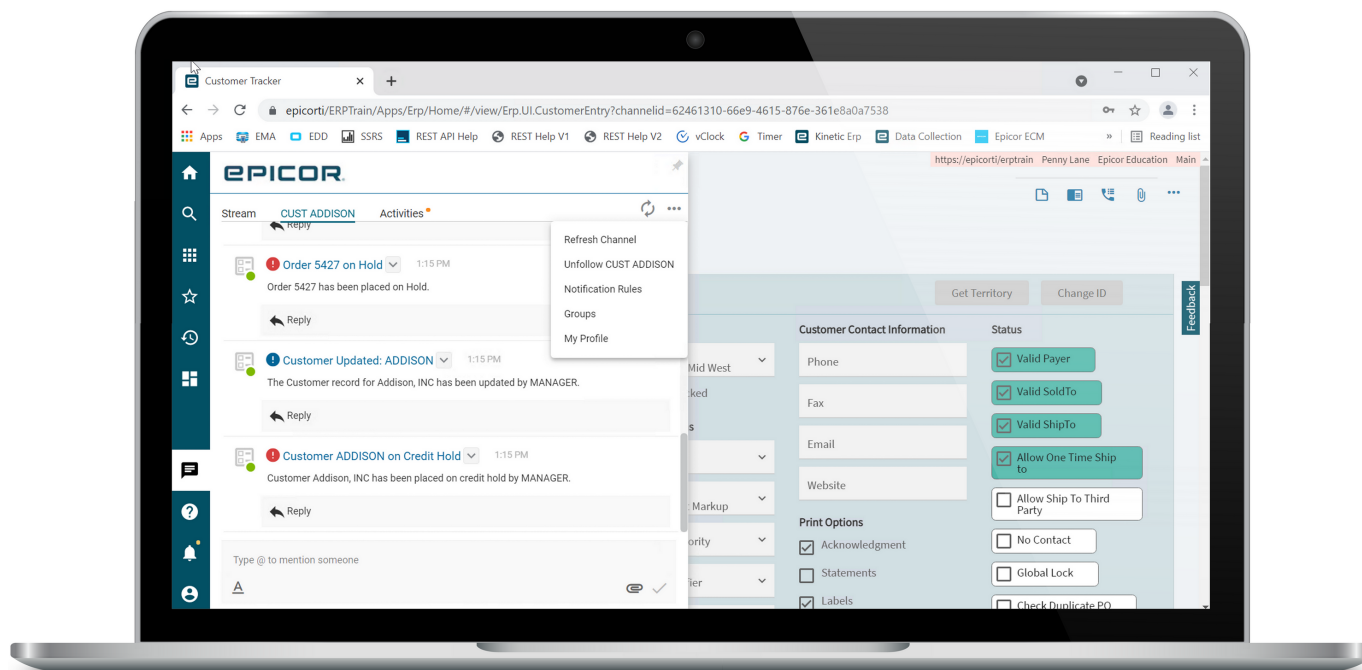 Customer Tracker
epicorti/ERPTrain/Apps/Erp/Home/#/view/Erp.UI.CustomerEntry?channelid=62461310-66e9-4615-876e-361e8a0a7538
Apps EMA EDD SSRS REST API Help REST Help V1 REST Help V2 vClock Timer Kinetic Erp Data Collection Epicor ECM » Reading list
https://epicorti/erptrain Penny Lane Epicor Education Main
EPICOR
Stream CUST ADDISON Activities
Reply
Order 5427 on Hold 1:15 PM
Order 5427 has been placed on Hold.
Reply
Customer Updated: ADDISON 1:15 PM
The Customer record for Addison, INC has been updated by MANAGER.
Reply
Customer ADDISON on Credit Hold 1:15 PM
Customer Addison, INC has been placed on credit hold by MANAGER.
Reply
Type @ to mention someone
A
Refresh Channel
Unfollow CUST ADDISON
Notification Rules
Groups
My Profile
Get Territory Change ID
Feedback
Mid West
Markup
Customer Contact Information
Phone
Fax
Email
Website
Print Options
Acknowledgment
Statements
Labels
Status
Valid Payer
Valid SoldTo
Valid ShipTo
Allow One Time Ship
to
Allow Ship To Third
Party
No Contact
Global Lock
Check Duplicate PO